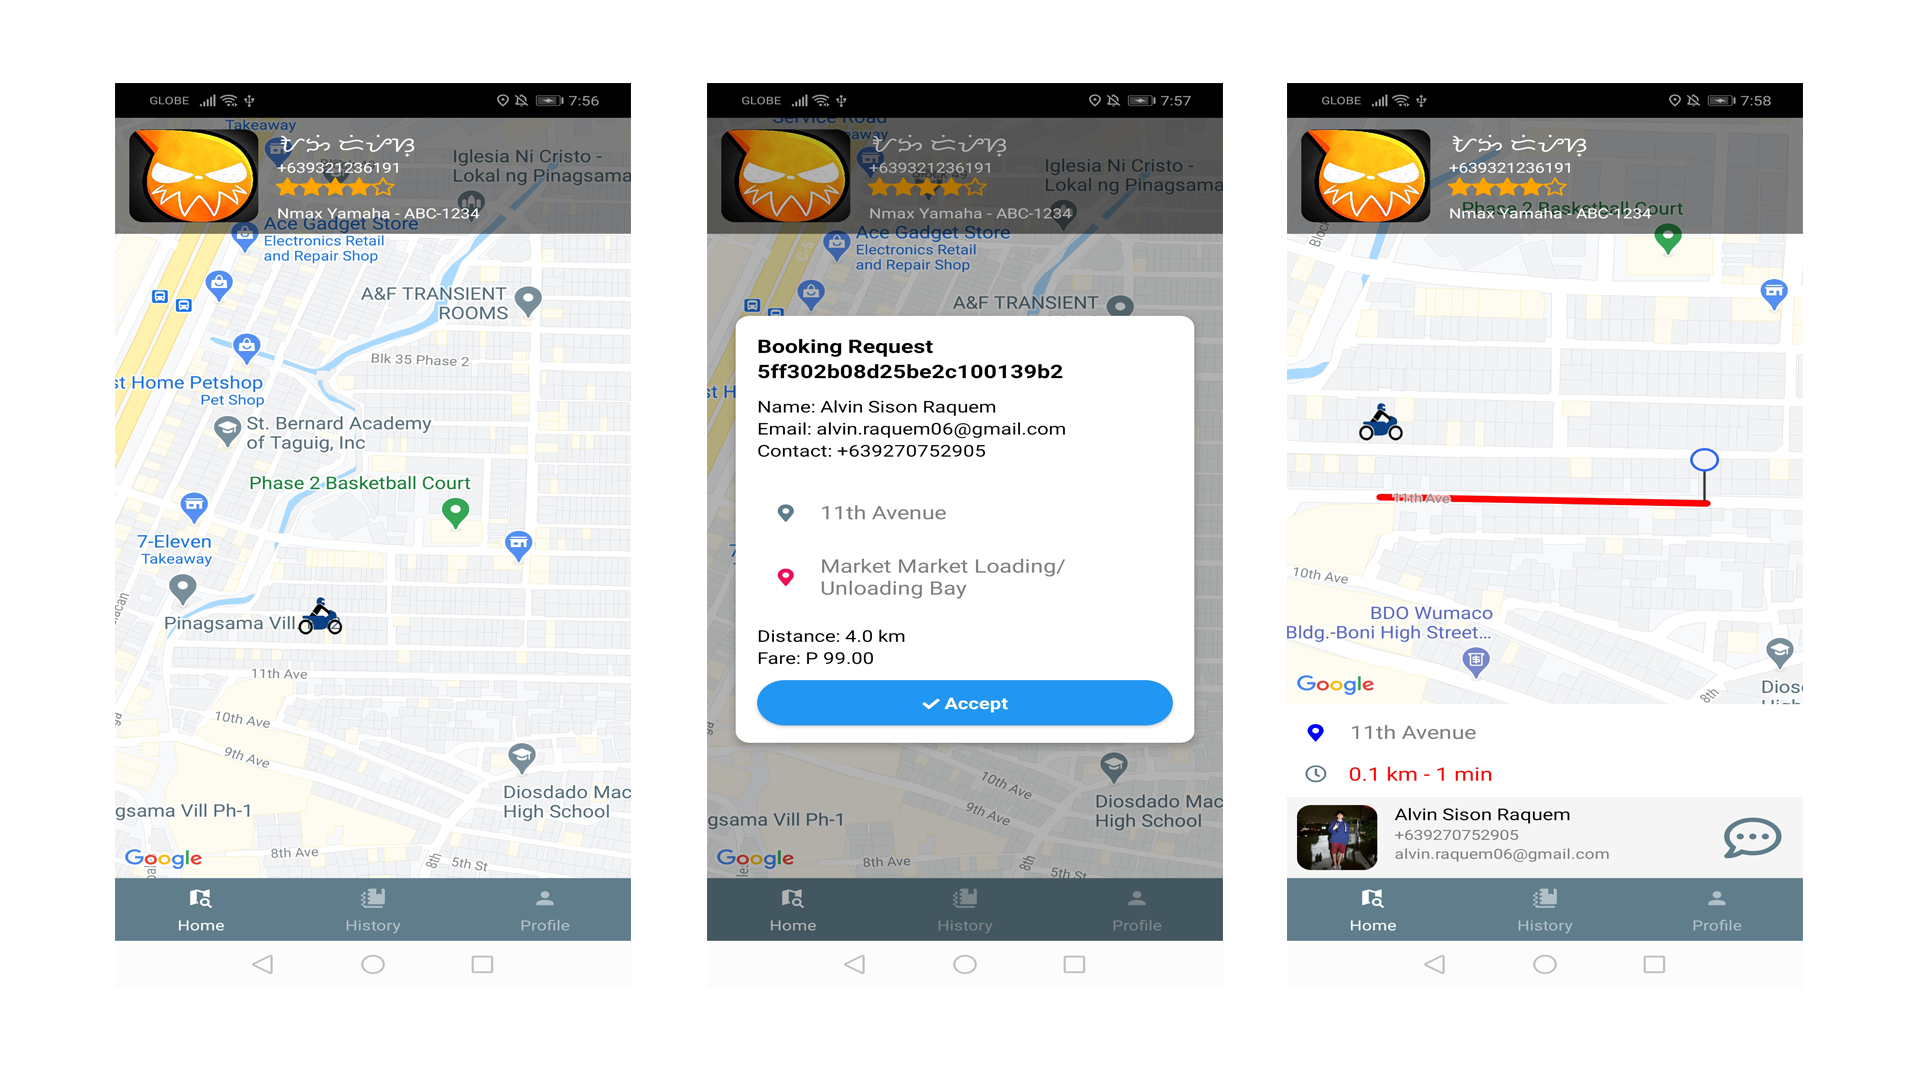 GLOBE 7:56
Takeaway
+639321236191
Iglesia Ni Cristo -
Lokal ng Pinagsama
Nmax Yamaha - ABC-1234
Ace Gadget Store
Electronics Retail
and Repair Shop
A&F TRANSIENT
ROOMS
Blk 35 Phase 2
st Home Petshop
Pet Shop
St. Bernard Academy
of Taguig, Inc
Phase 2 Basketball Court
7-Eleven
Takeaway
Pinagsama Vill
11th Ave
10th Ave
9th Ave
Diosdado Mac
High School
gsama Vill Ph-1
8th Ave
8th
5th St
Google
Home History Profile
GLOBE 7:57
Service Road
eaway
+639321236191
Iglesia Ni Cristo -
Lokal ng Pinagsama
Nmax Yamaha - ABC-1234
Ace Gadget Store
Electronics Retail
and Repair Shop
C-5
A&F TRANSIENT
st H
Booking Request
5ff302b08d25be2c100139b2
Name: Alvin Sison Raquem
Email: alvin.raquem06@gmail.com
Contact: +639270752905
11th Avenue
Market Market Loading/
Unloading Bay
Distance: 4.0 km
Fare: P 99.00
Accept
10th Ave
9th Ave
Diosdado Mac
High School
gsama Vill Ph-1
8th Ave
8th
5th St
Google
Home History Profile
GLOBE 7:58
+639321236191
Phase 2 Basketball Court
Nmax Yamaha - ABC-1234
Block
11th Ave
10th Ave
BDO Wumaco
Bldg.-Boni High Street...
8th
Dios
High
Google
11th Avenue
0.1 km - 1 min
Alvin Sison Raquem
+639270752905
alvin.raquem06@gmail.com
Home History Profile